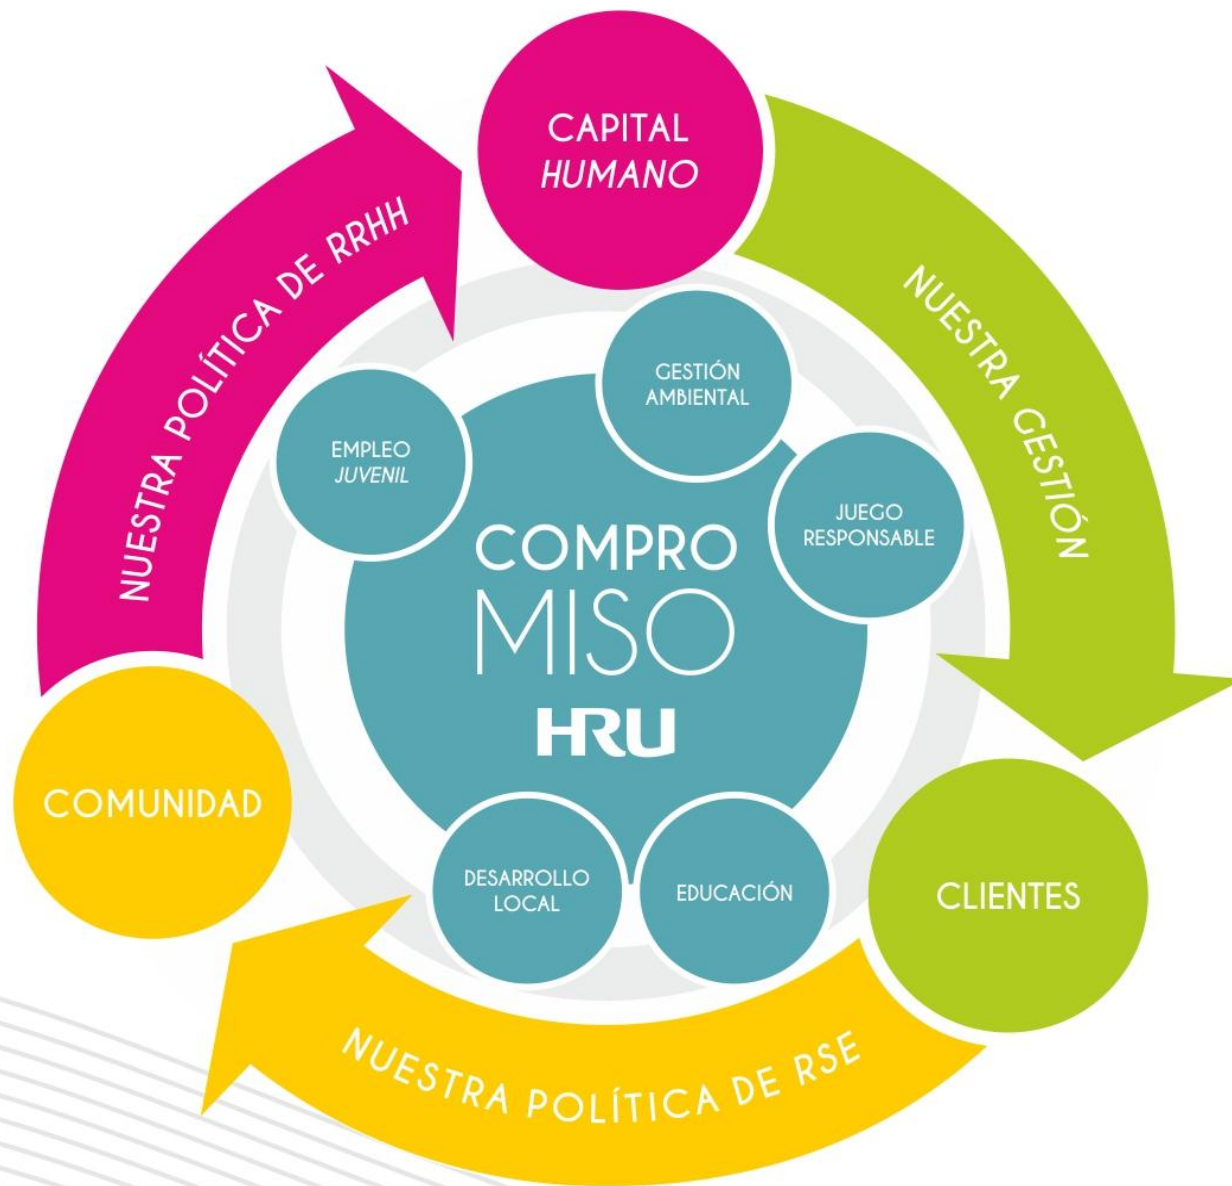 CAPITAL
HUMANO
NUESTRA POLÍTICA DE RRHH
NUESTRA GESTIÓN
GESTIÓN
AMBIENTAL
EMPLEO
JUVENIL
JUEGO
RESPONSABLE
COMPRO
MISO
HRU
COMUNIDAD
DESARROLLO
LOCAL
EDUCACIÓN
CLIENTES
NUESTRA POLÍTICA DE RSE